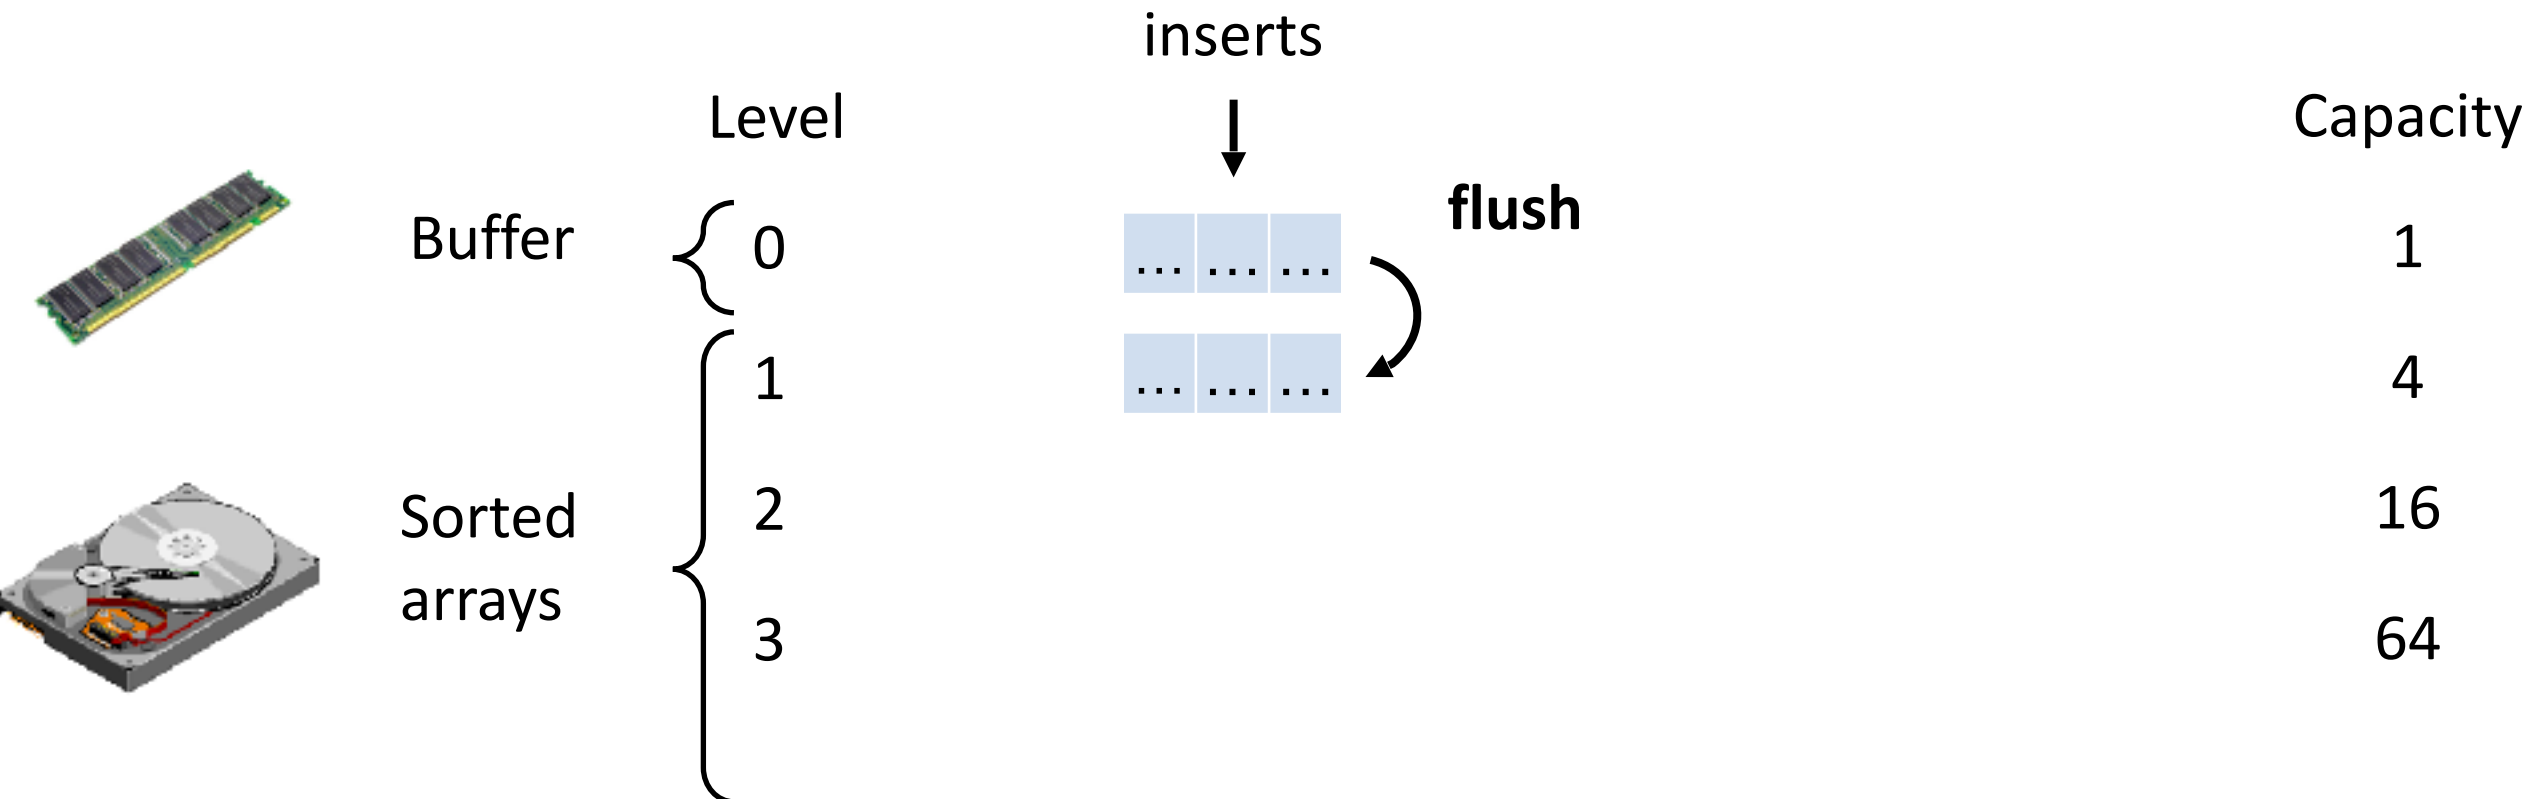 inserts
Level
Capacity
flush
Buffer
0
... ... ...
1
1
... ... ...
4
Sorted
arrays
2
16
3
64